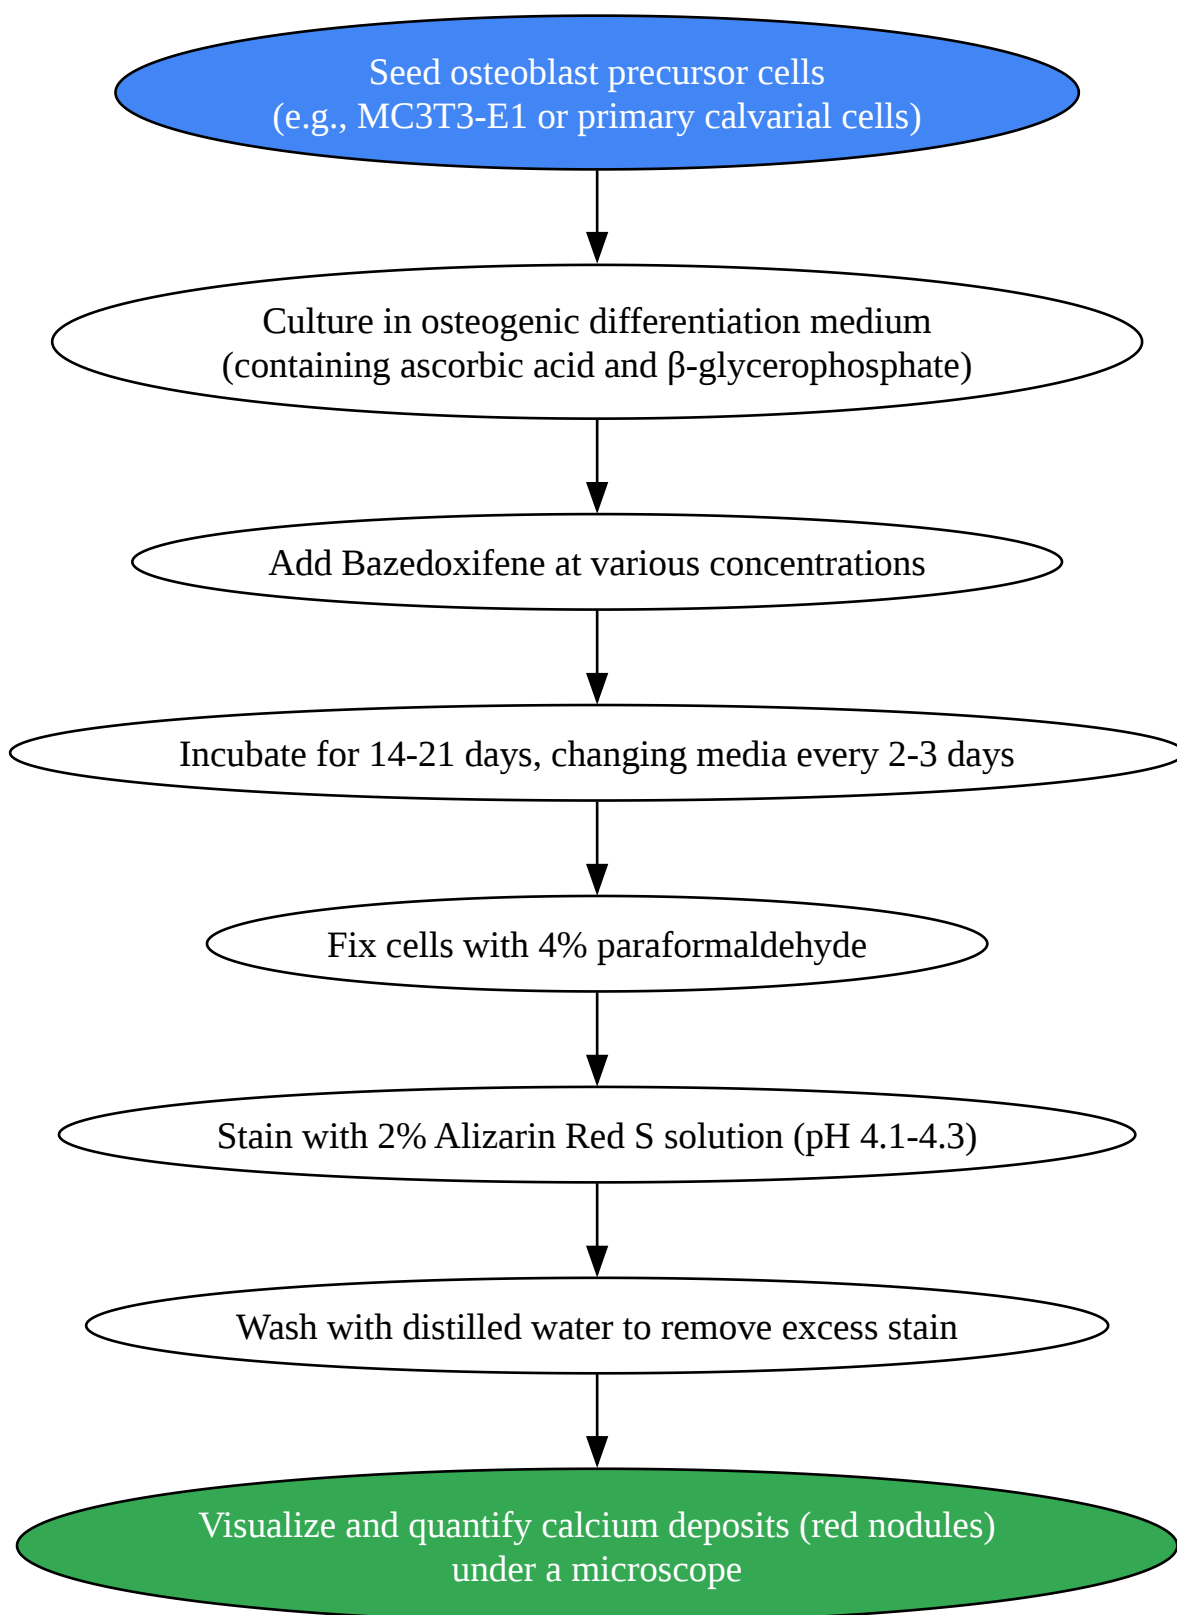 Seed osteoblast precursor cells
(e.g., MC3T3-E1 or primary calvarial cells)
Culture in osteogenic differentiation medium
(containing ascorbic acid and β-glycerophosphate)
Add Bazedoxifene at various concentrations
Incubate for 14-21 days, changing media every 2-3 days
Fix cells with 4% paraformaldehyde
Stain with 2% Alizarin Red S solution (pH 4.1-4.3)
Wash with distilled water to remove excess stain
Visualize and quantify calcium deposits (red nodules)
under a microscope